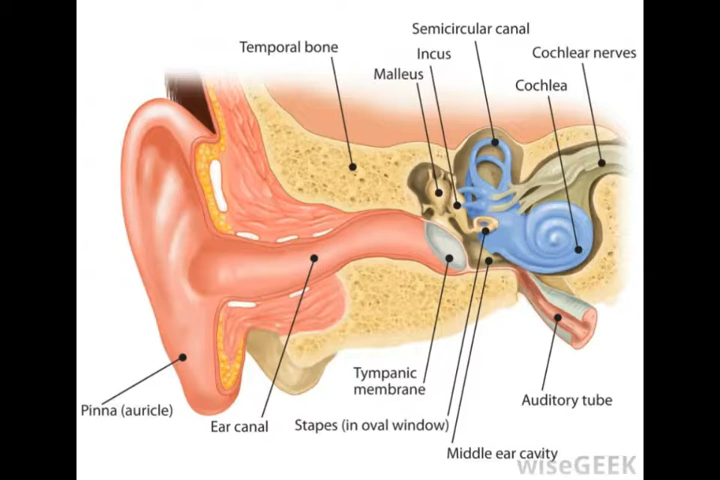 Semicircular canal
Temporal bone
Incus
Cochlear nerves
Malleus
Cochlea
Tympanic
membrane
Auditory tube
Pinna (auricle)
Ear canal
Stapes (in oval window)
Middle ear cavity
wiseGEEK